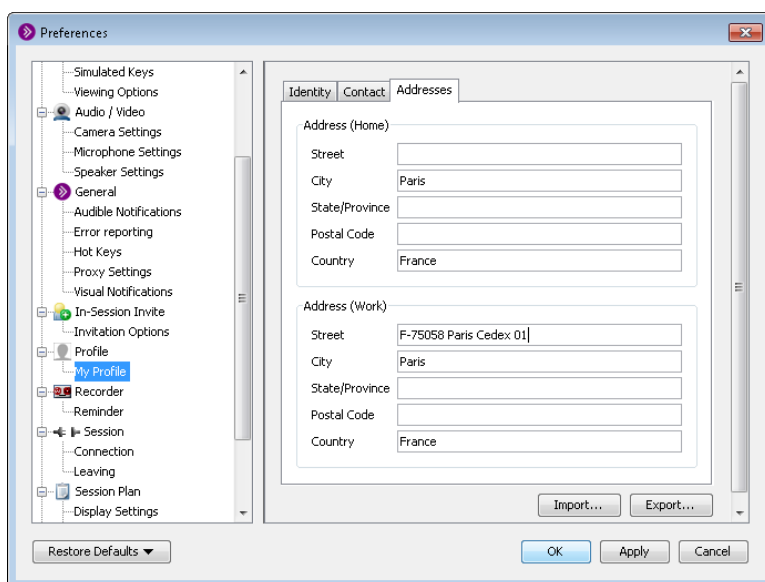 Preferences
Simulated Keys
Viewing Options
Audio / Video
Camera Settings
Microphone Settings
Speaker Settings
General
Audible Notifications
Error reporting
Hot Keys
Proxy Settings
Visual Notifications
In-Session Invite
Invitation Options
Profile
My Profile
Recorder
Reminder
Session
Connection
Leaving
Session Plan
Display Settings
Identity Contact Addresses
Address (Home)
Street
City Paris
State/Province
Postal Code
Country France
Address (Work)
Street F-75058 Paris Cedex 01
City Paris
State/Province
Postal Code
Country France
Import... Export...
Restore Defaults OK Apply Cancel